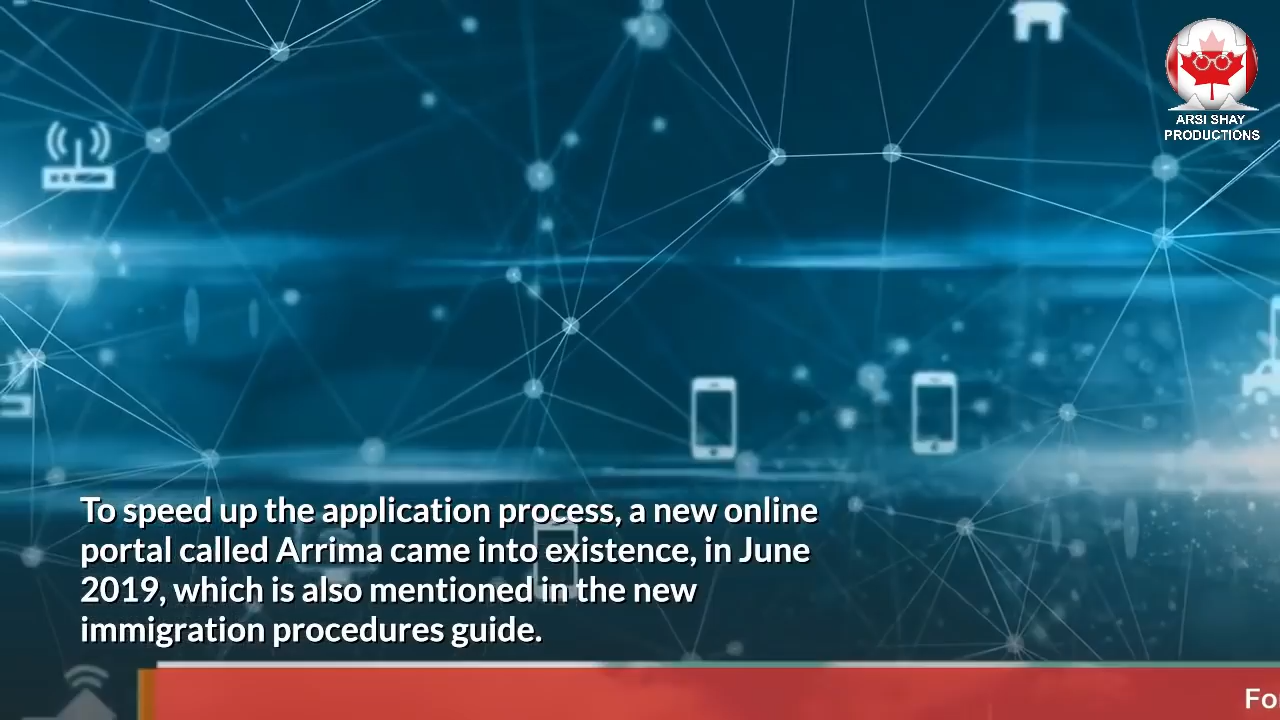 ARSI SHAY
PRODUCTIONS
To speed up the application process, a new online
portal called Arrima came into existence, in June
2019, which is also mentioned in the new
immigration procedures guide.